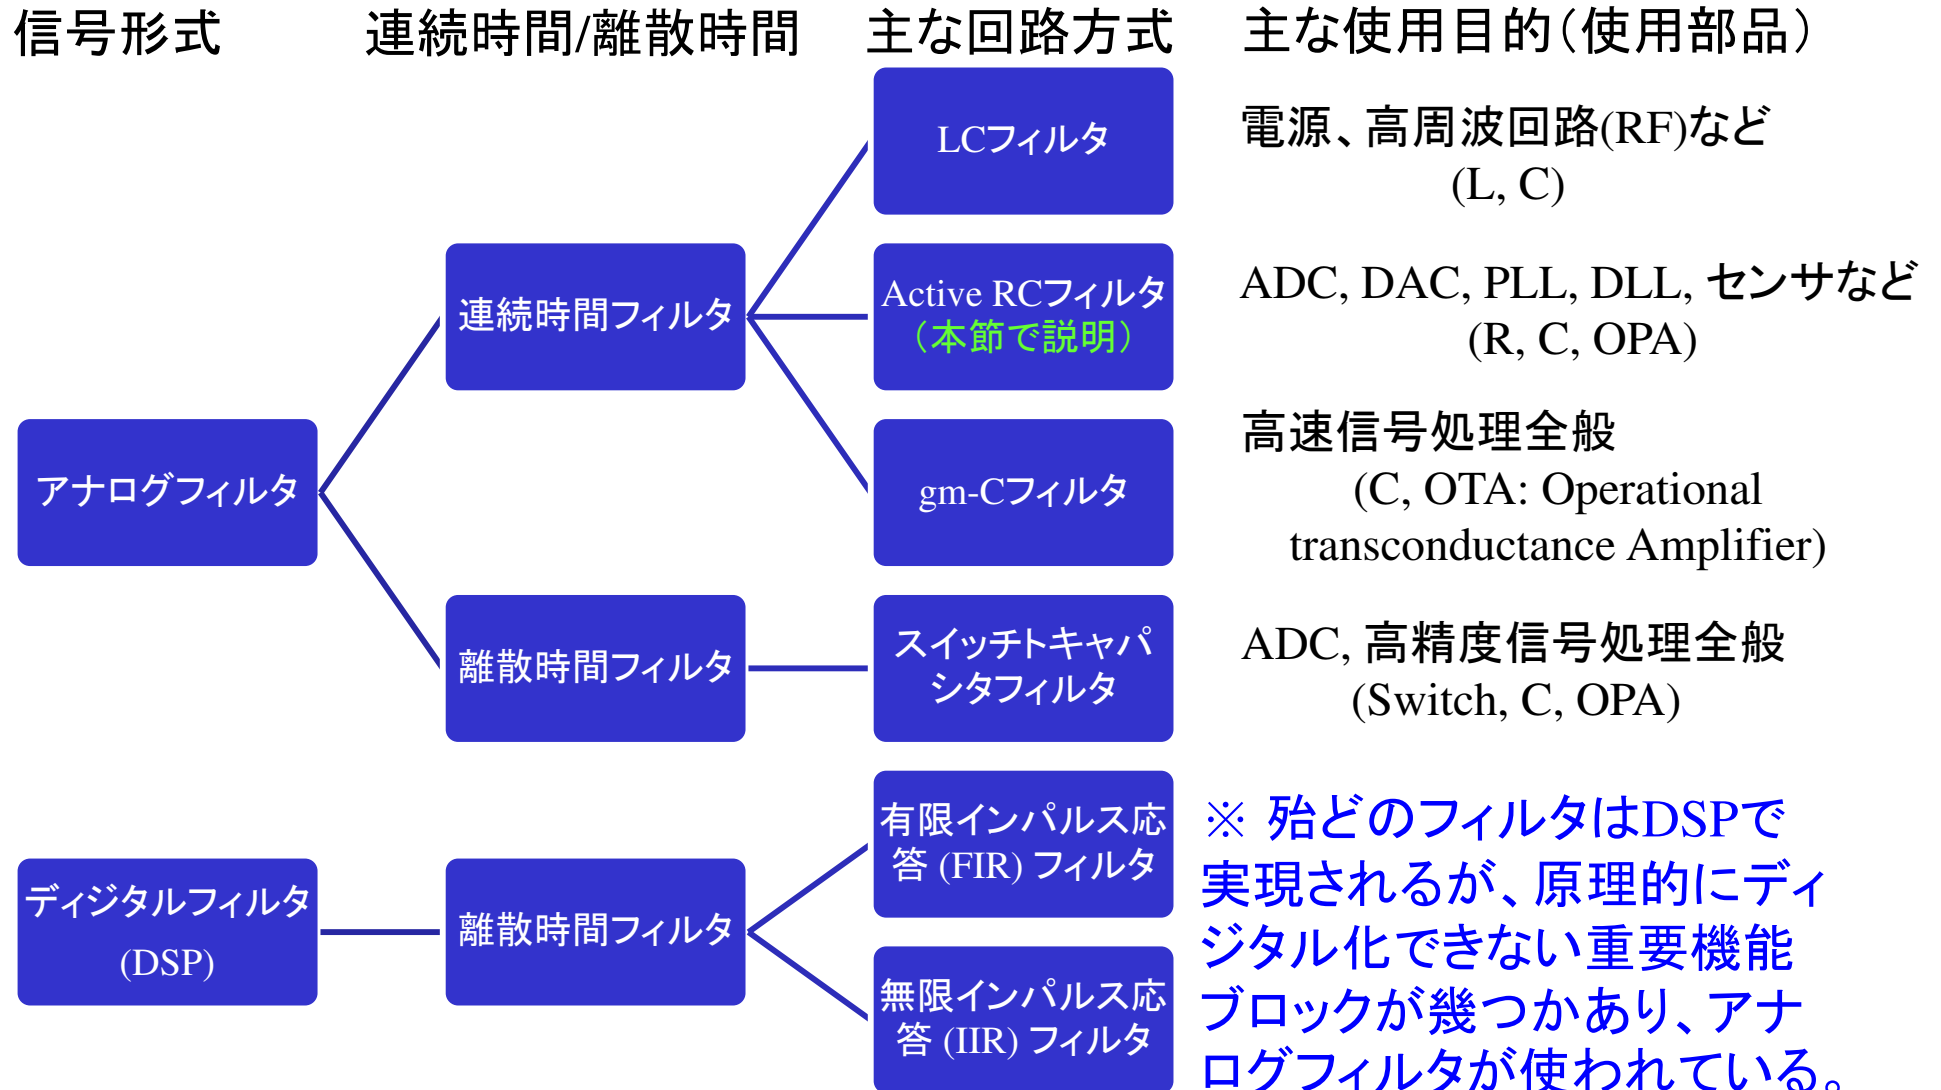 信号形式
連続時間/離散時間
主な回路方式
主な使用目的（使用部品）
LCフィルタ
電源、高周波回路(RF)など
(L, C)
連続時間フィルタ
Active RCフィルタ
（本節で説明）
ADC, DAC, PLL, DLL, センサなど
(R, C, OPA)
アナログフィルタ
gm-Cフィルタ
高速信号処理全般
(C, OTA: Operational
transconductance Amplifier)
離散時間フィルタ
スイッチトキャパ
シタフィルタ
ADC, 高精度信号処理全般
(Switch, C, OPA)
ディジタルフィルタ
(DSP)
離散時間フィルタ
有限インパルス応
答 (FIR) フィルタ
無限インパルス応
答 (IIR) フィルタ
※ 殆どのフィルタはDSPで
実現されるが、原理的にディ
ジタル化できない重要機能
ブロックが幾つかあり、アナ
ログフィルタが使われている。